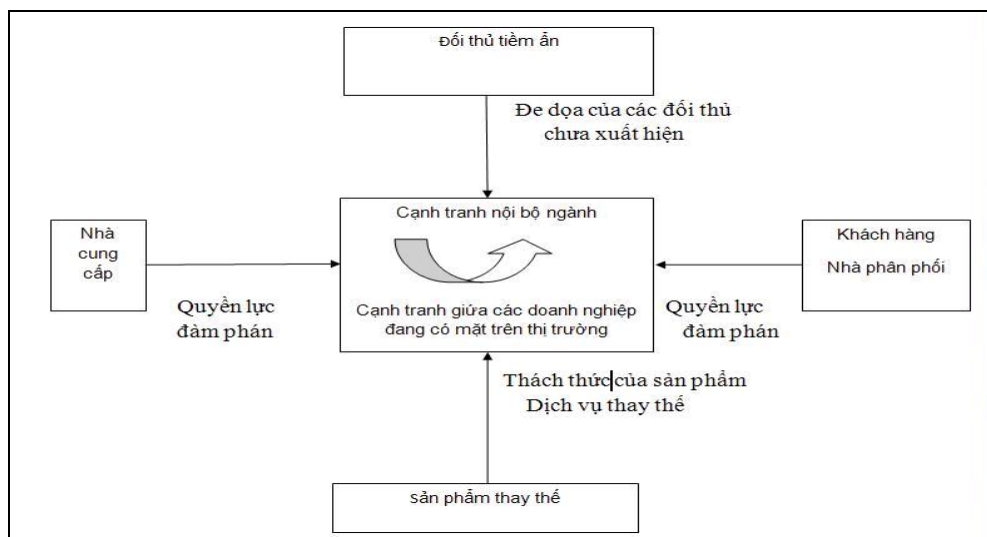 Đối thủ tiềm ẩn
Đe dọa của các đối thủ
chưa xuất hiện
Nhà
cung
cấp
Quyền lực
đàm phán
Cạnh tranh nội bộ ngành
Cạnh tranh giữa các doanh nghiệp
đang có mặt trên thị trường
Khách hàng
Nhà phân phối
Quyền lực
đàm phán
Thách thức của sản phẩm
Dịch vụ thay thế
Sản phẩm thay thế